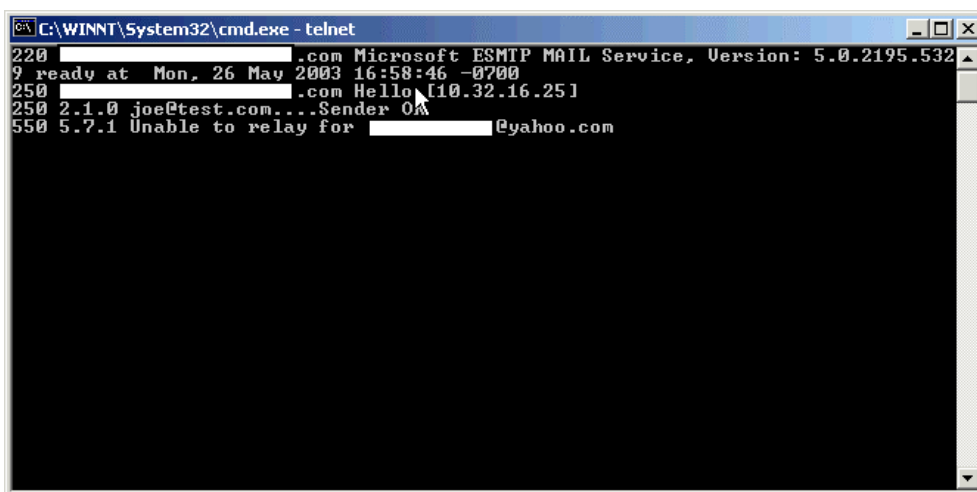 C:\WINNT\System32\cmd.exe - telnet
220 .com Microsoft ESMTP MAIL Service, Version: 5.0.2195.532
9 ready at  Mon, 26 May 2003 16:58:46 -0700
250 .com Hello [10.32.16.25]
250 2.1.0 joe@test.com....Sender OK
550 5.7.1 Unable to relay for @yahoo.com